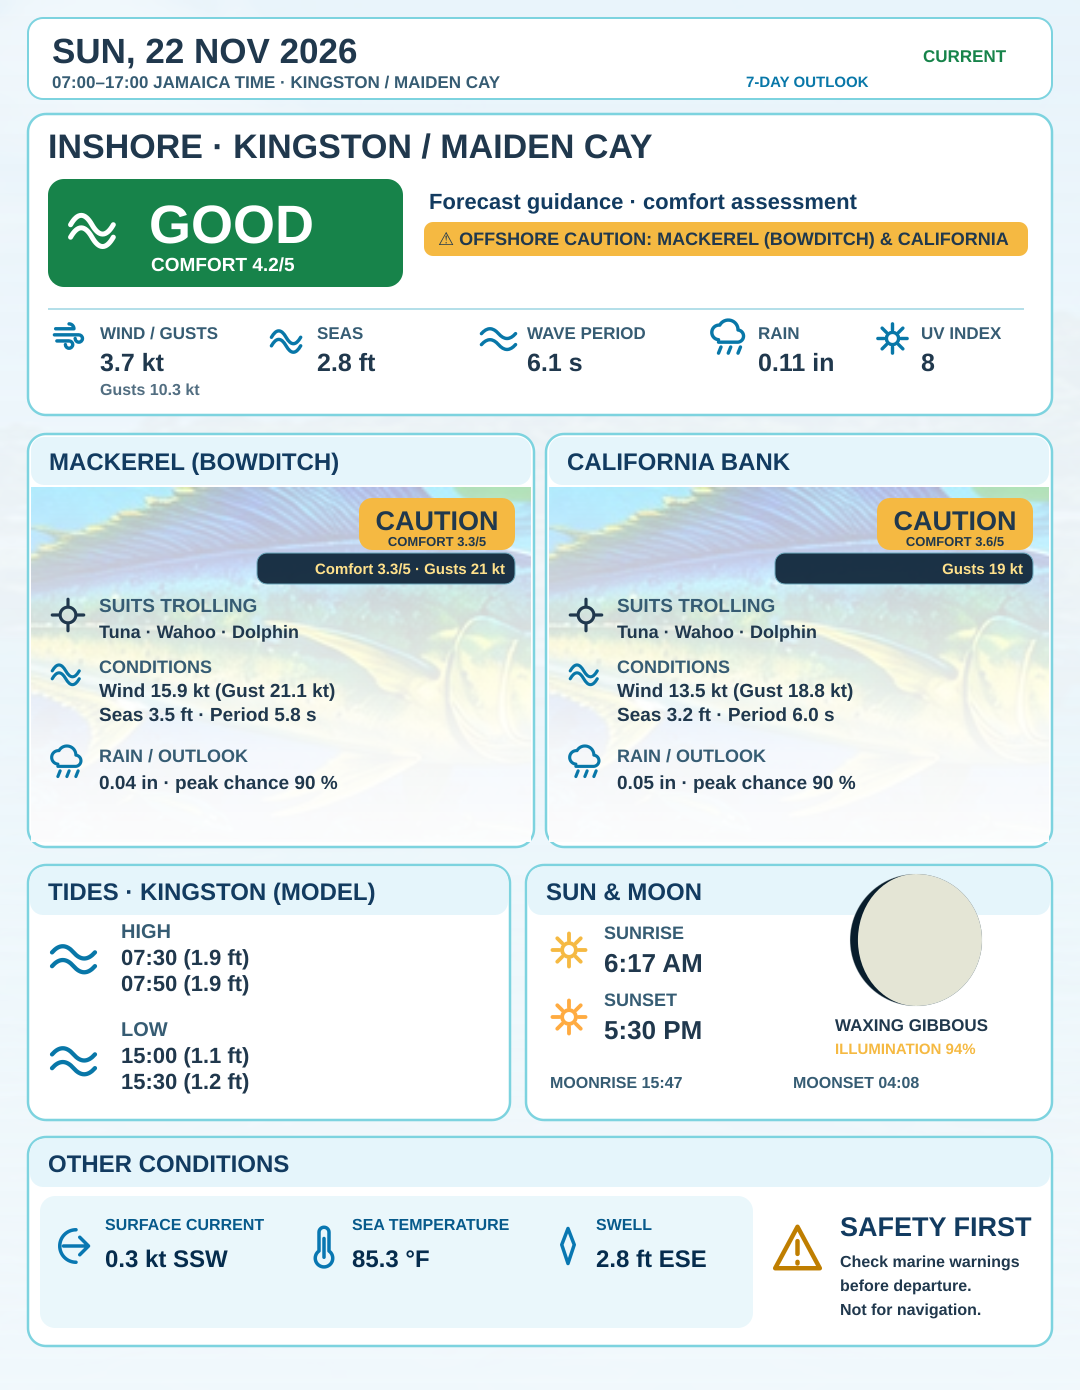 SUN, 22 NOV 2026
07:00–17:00 JAMAICA TIME · KINGSTON / MAIDEN CAY
7-DAY OUTLOOK
CURRENT
INSHORE · KINGSTON / MAIDEN CAY
GOOD
COMFORT 4.2/5
Forecast guidance · comfort assessment
⚠ OFFSHORE CAUTION: MACKEREL (BOWDITCH) & CALIFORNIA
WIND / GUSTS
3.7 kt
Gusts 10.3 kt
SEAS
2.8 ft
WAVE PERIOD
6.1 s
RAIN
0.11 in
UV INDEX
8
MACKEREL (BOWDITCH)
CAUTION
COMFORT 3.3/5
Comfort 3.3/5 · Gusts 21 kt
SUITS TROLLING
Tuna · Wahoo · Dolphin
CONDITIONS
Wind 15.9 kt (Gust 21.1 kt)
Seas 3.5 ft · Period 5.8 s
RAIN / OUTLOOK
0.04 in · peak chance 90 %
CALIFORNIA BANK
CAUTION
COMFORT 3.6/5
Gusts 19 kt
SUITS TROLLING
Tuna · Wahoo · Dolphin
CONDITIONS
Wind 13.5 kt (Gust 18.8 kt)
Seas 3.2 ft · Period 6.0 s
RAIN / OUTLOOK
0.05 in · peak chance 90 %
TIDES · KINGSTON (MODEL)
HIGH
07:30 (1.9 ft)
07:50 (1.9 ft)
LOW
15:00 (1.1 ft)
15:30 (1.2 ft)
SUN & MOON
SUNRISE
6:17 AM
SUNSET
5:30 PM
WAXING GIBBOUS
ILLUMINATION 94%
MOONRISE 15:47
MOONSET 04:08
OTHER CONDITIONS
SURFACE CURRENT
0.3 kt SSW
SEA TEMPERATURE
85.3 °F
SWELL
2.8 ft ESE
SAFETY FIRST
Check marine warnings
before departure.
Not for navigation.